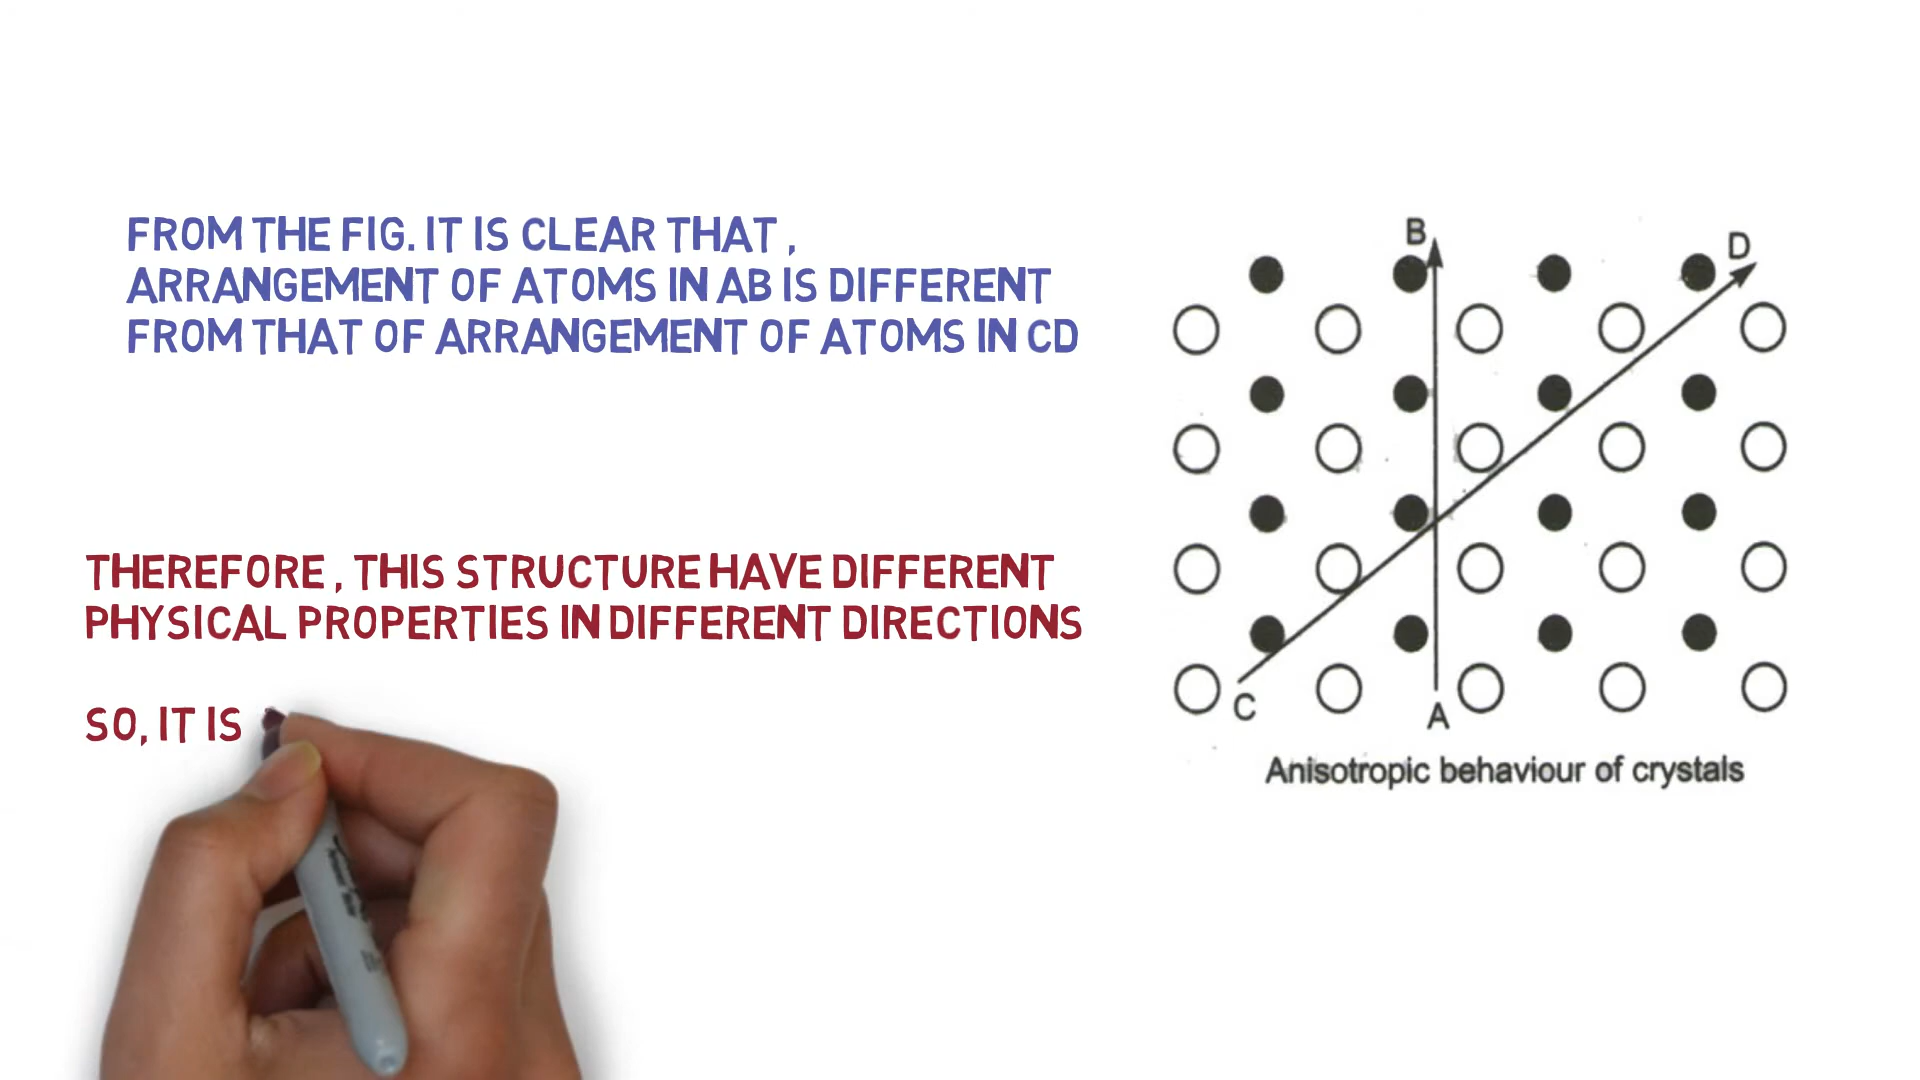 FROM THE FIG. IT IS CLEAR THAT ,
ARRANGEMENT OF ATOMS IN AB IS DIFFERENT
FROM THAT OF ARRANGEMENT OF ATOMS IN CD
THEREFORE , THIS STRUCTURE HAVE DIFFERENT
PHYSICAL PROPERTIES IN DIFFERENT DIRECTIONS
SO, IT IS
B
D
C
A
Anisotropic behaviour of crystals